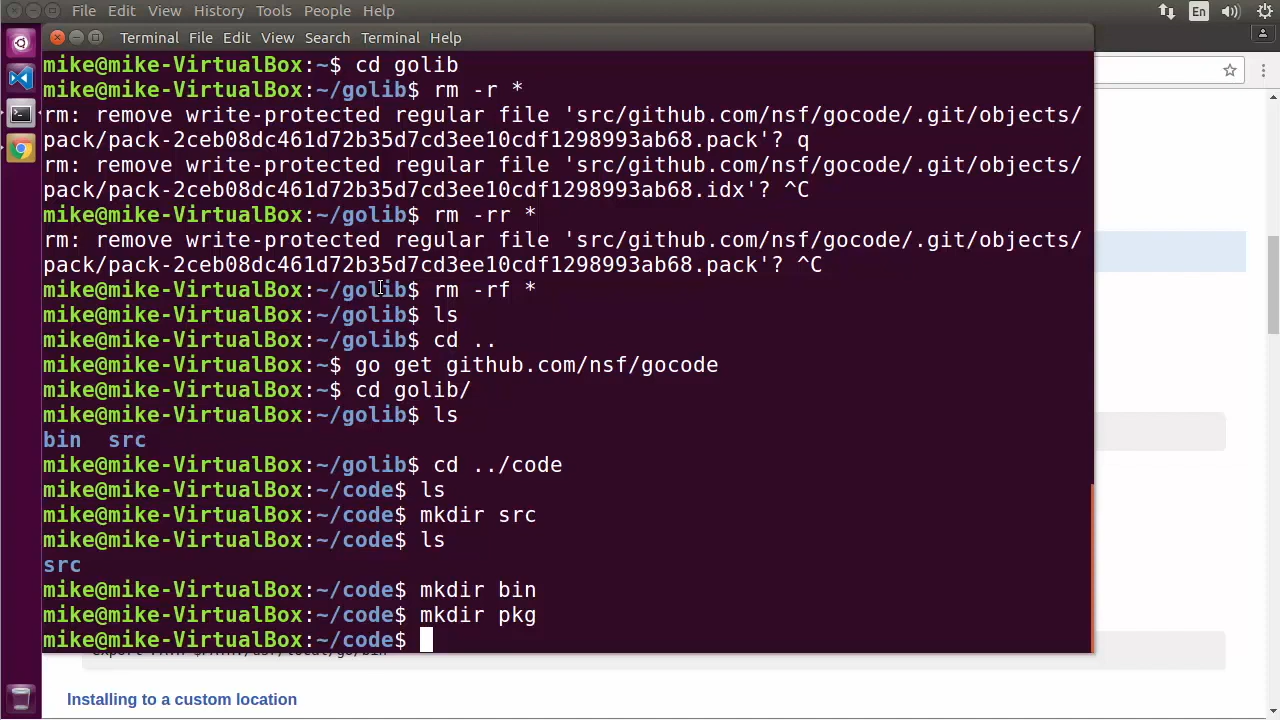 File Edit View History Tools People Help
En
Terminal File Edit View Search Terminal Help
mike@mike-VirtualBox:~$ cd golib
mike@mike-VirtualBox:~/golib$ rm -r *
rm: remove write-protected regular file 'src/github.com/nsf/gocode/.git/objects/
pack/pack-2ceb08dc461d72b35d7cd3ee10cdf1298993ab68.pack'? q
rm: remove write-protected regular file 'src/github.com/nsf/gocode/.git/objects/
pack/pack-2ceb08dc461d72b35d7cd3ee10cdf1298993ab68.idx'? ^C
mike@mike-VirtualBox:~/golib$ rm -rr *
rm: remove write-protected regular file 'src/github.com/nsf/gocode/.git/objects/
pack/pack-2ceb08dc461d72b35d7cd3ee10cdf1298993ab68.pack'? ^C
mike@mike-VirtualBox:~/golib$ rm -rf *
mike@mike-VirtualBox:~/golib$ ls
mike@mike-VirtualBox:~/golib$ cd ..
mike@mike-VirtualBox:~$ go get github.com/nsf/gocode
mike@mike-VirtualBox:~$ cd golib/
mike@mike-VirtualBox:~/golib$ ls
bin src
mike@mike-VirtualBox:~/golib$ cd ../code
mike@mike-VirtualBox:~/code$ ls
mike@mike-VirtualBox:~/code$ mkdir src
mike@mike-VirtualBox:~/code$ ls
src
mike@mike-VirtualBox:~/code$ mkdir bin
mike@mike-VirtualBox:~/code$ mkdir pkg
mike@mike-VirtualBox:~/code$
Installing to a custom location